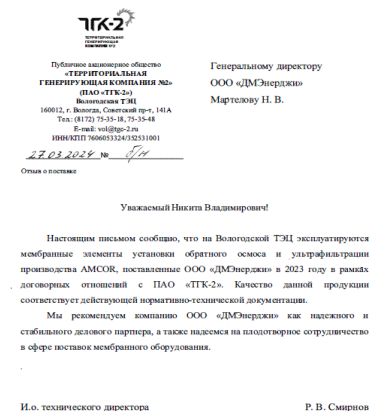 ТГК-2
ТЕРРИТОРИАЛЬНАЯ
ГЕНЕРИРУЮЩАЯ
КОМПАНИЯ №2
Публичное акционерное общество
«ТЕРРИТОРИАЛЬНАЯ
ГЕНЕРИРУЮЩАЯ КОМПАНИЯ №2»
(ПАО «ТГК-2»)
Вологодская ТЭЦ
160012, г. Вологда, Советский пр-т, 141А
Тел.: (8172) 75-35-18, 75-35-48
E-mail: vol@tgc-2.ru
ИНН/КПП 7606053324/352531001
27.03.2024 № б/н
Отзыв о поставке
Генеральному директору
ООО «ДМЭнерджи»
Мартелову Н. В.
Уважаемый Никита Владимирович!
Настоящим письмом сообщаю, что на Вологодской ТЭЦ эксплуатируются
мембранные элементы установки обратного осмоса и ультрафильтрации
производства AMCOR, поставленные ООО «ДМЭнерджи» в 2023 году в рамках
договорных отношений с ПАО «ТГК-2». Качество данной продукции
соответствует действующей нормативно-технической документации.
Мы рекомендуем компанию ООО «ДМЭнерджи» как надежного и
стабильного делового партнера, а также надеемся на плодотворное сотрудничество
в сфере поставок мембранного оборудования.
И.о. технического директора Р. В. Смирнов